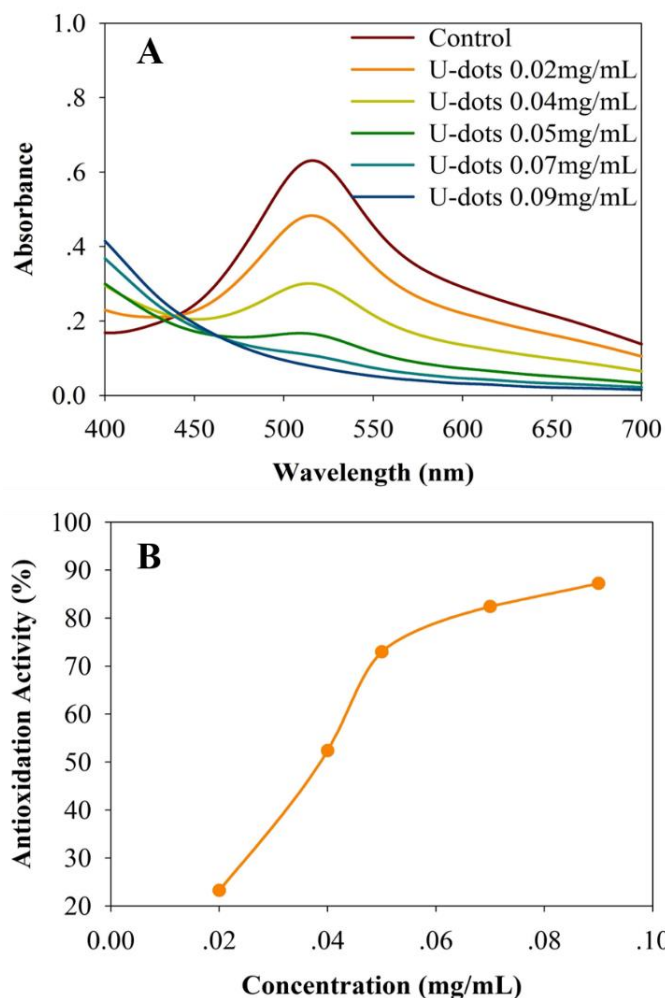 A
1.0
.8
.6
.4
.2
0.0
Absorbance
Control
U-dots 0.02mg/mL
U-dots 0.04mg/mL
U-dots 0.05mg/mL
U-dots 0.07mg/mL
U-dots 0.09mg/mL
400 450 500 550 600 650 700
Wavelength (nm)
B
100
90
80
70
60
50
40
30
20
Antioxidation Activity (%)
0.00 .02 .04 .06 .08 .10
Concentration (mg/mL)